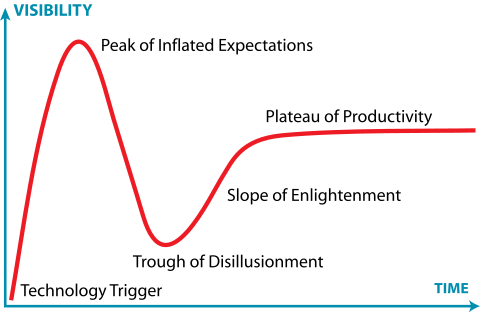 VISIBILITY
Peak of Inflated Expectations
Plateau of Productivity
Slope of Enlightenment
Trough of Disillusionment
Technology Trigger
TIME